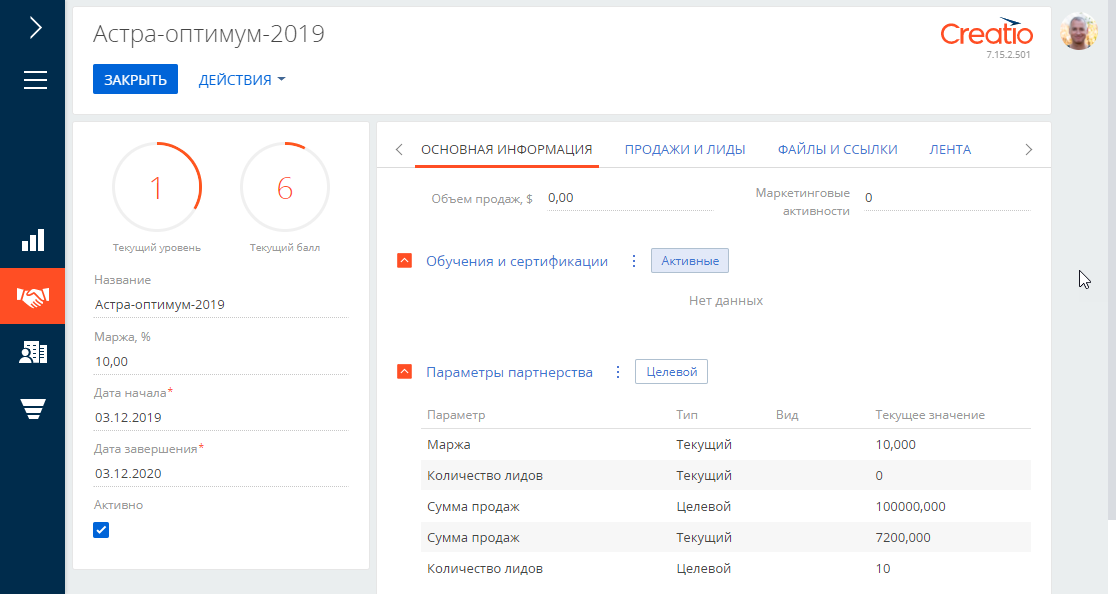 Астра-оптимум-2019
Creatio
7.15.2.501
ЗАКРЫТЬ
ДЕЙСТВИЯ
1
6
Текущий уровень
Текущий балл
Название
Астра-оптимум-2019
Маржа, %
10,00
Дата начала*
03.12.2019
Дата завершения*
03.12.2020
Активно
ОСНОВНАЯ ИНФОРМАЦИЯ ПРОДАЖИ И ЛИДЫ ФАЙЛЫ И ССЫЛКИ ЛЕНТА
Объем продаж, $ 0,00
Маркетинговые
активности
0
Обучения и сертификации Активные
Нет данных
Параметры партнерства Целевой
Параметр Тип Вид Текущее значение
Маржа Текущий 10,000
Количество лидов Текущий 0
Сумма продаж Целевой 100000,000
Сумма продаж Текущий 7200,000
Количество лидов Целевой 10